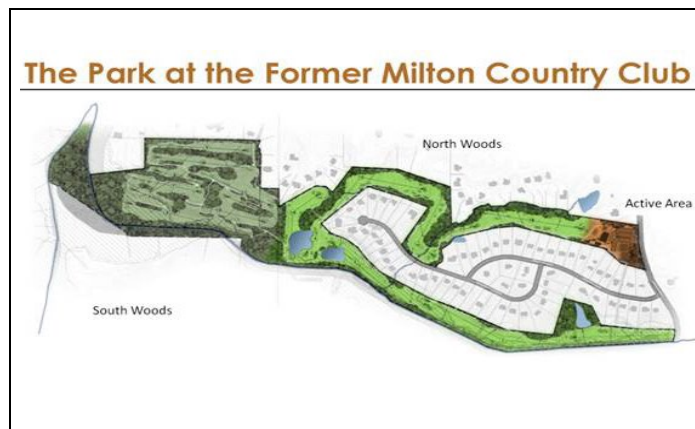 The Park at the Former Milton Country Club
North Woods
Active Area
South Woods